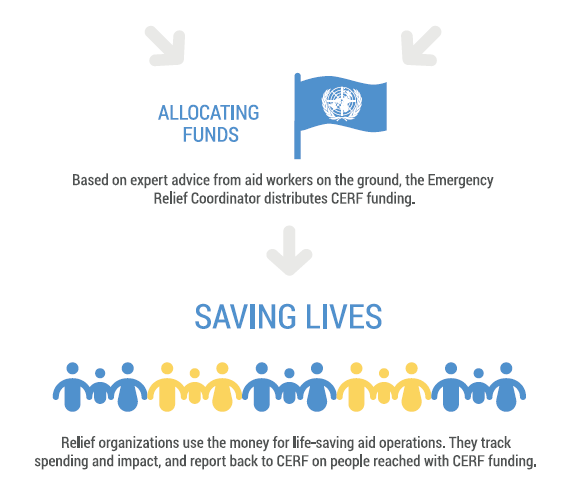 ALLOCATING
FUNDS
Based on expert advice from aid workers on the ground, the Emergency
Relief Coordinator distributes CERF funding.
SAVING LIVES
Relief organizations use the money for life-saving aid operations. They track
spending and impact, and report back to CERF on people reached with CERF funding.